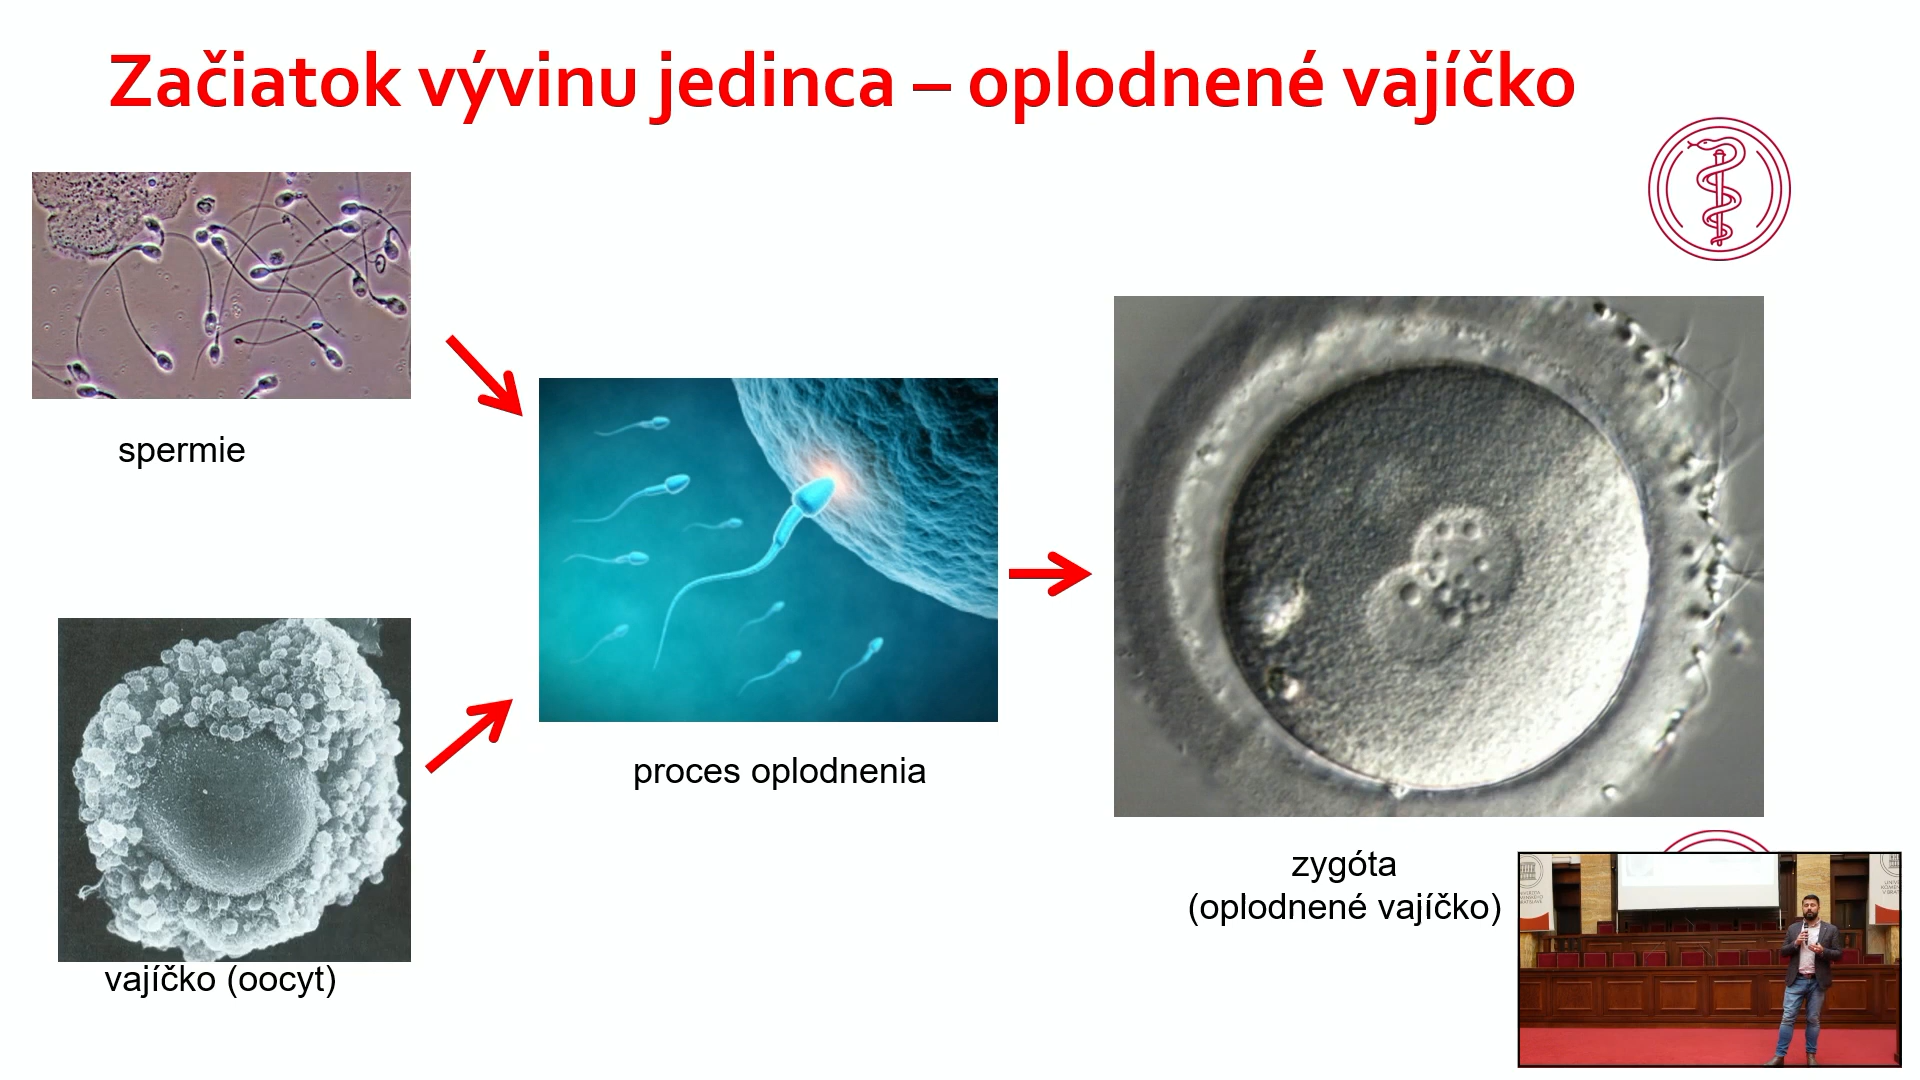 Začiatok vývinu jedinca – oplodnené vajíčko
spermie
proces oplodnenia
vajíčko (oocyt)
zygóta
(oplodnené vajíčko)